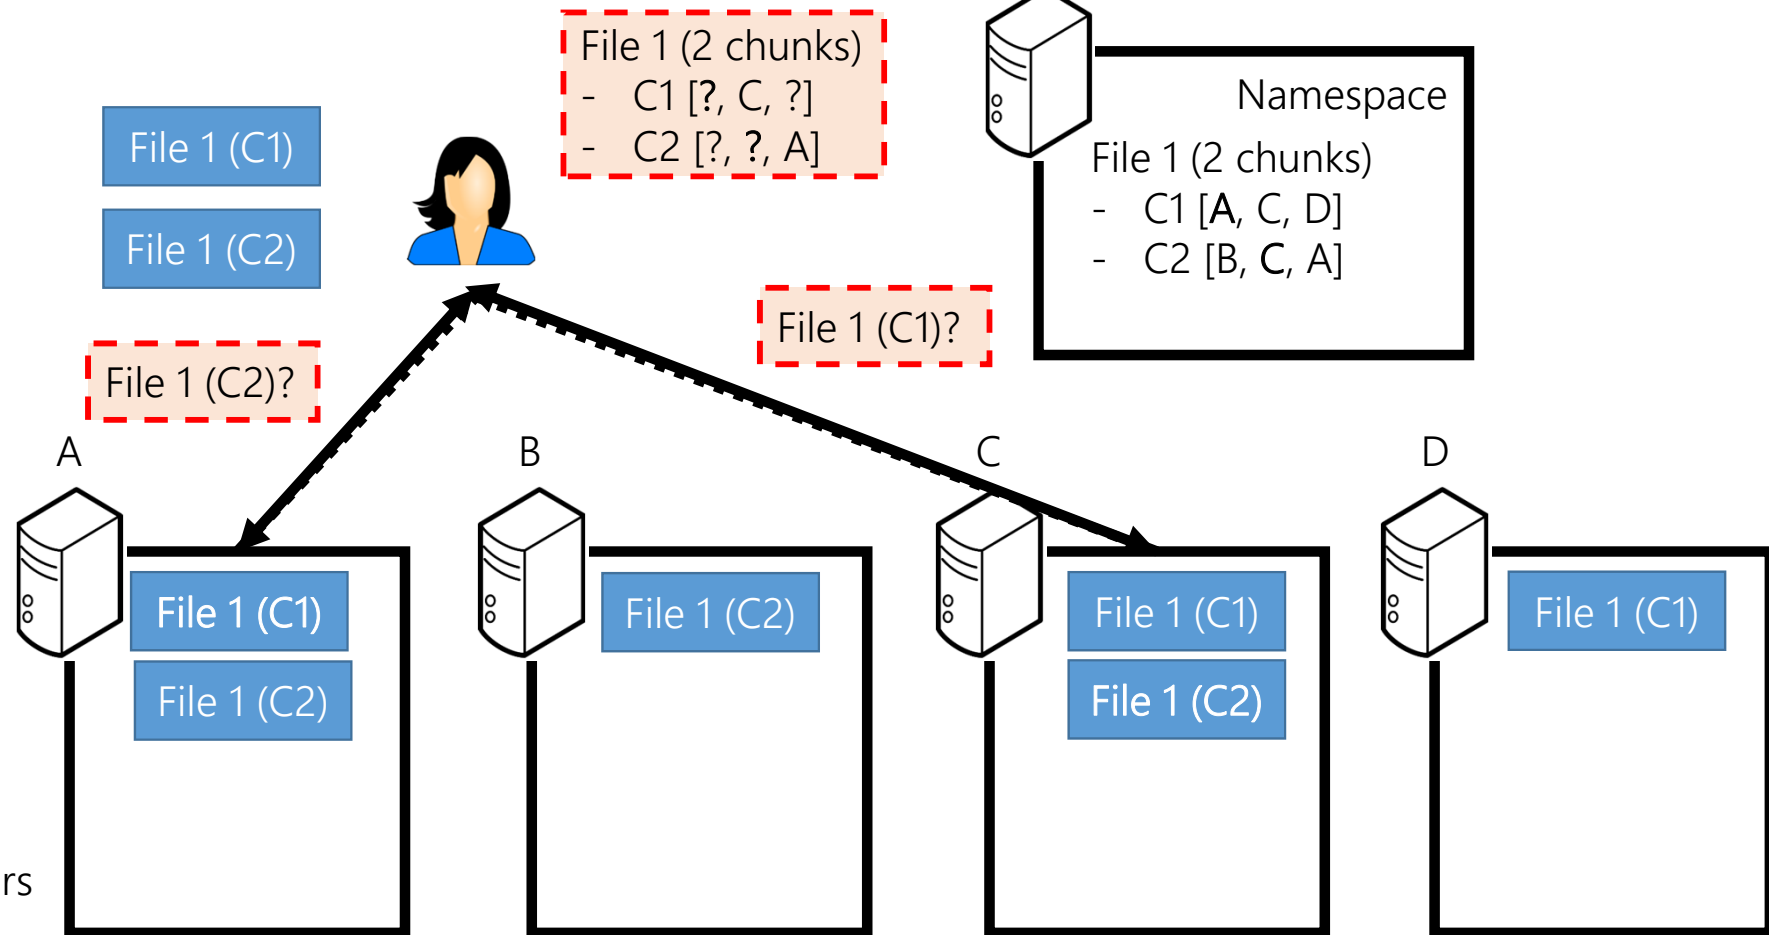 File 1 (2 chunks)
- C1 [?, C, ?]
- C2 [?, ?, A]
Namespace
File 1 (2 chunks)
- C1 [A, C, D]
- C2 [B, C, A]
File 1 (C1)
File 1 (C2)
File 1 (C1)?
File 1 (C2)?
A
B
C
D
File 1 (C1)
File 1 (C2)
File 1 (C2)
File 1 (C1)
File 1 (C2)
File 1 (C1)
rs